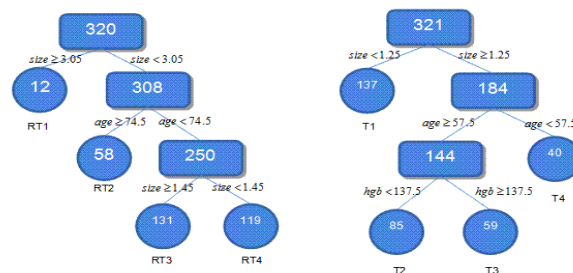 320
321
size ≥ 3.05
size < 3.05
size < 1.25
size ≥ 1.25
12
308
137
184
RT1
T1
age ≥ 74.5
age < 74.5
age ≥ 57.5
age < 57.5
58
250
144
40
RT2
T4
size ≥ 1.45
size < 1.45
hgb < 137.5
hgb ≥ 137.5
131
119
85
59
RT3
RT4
T2
T3